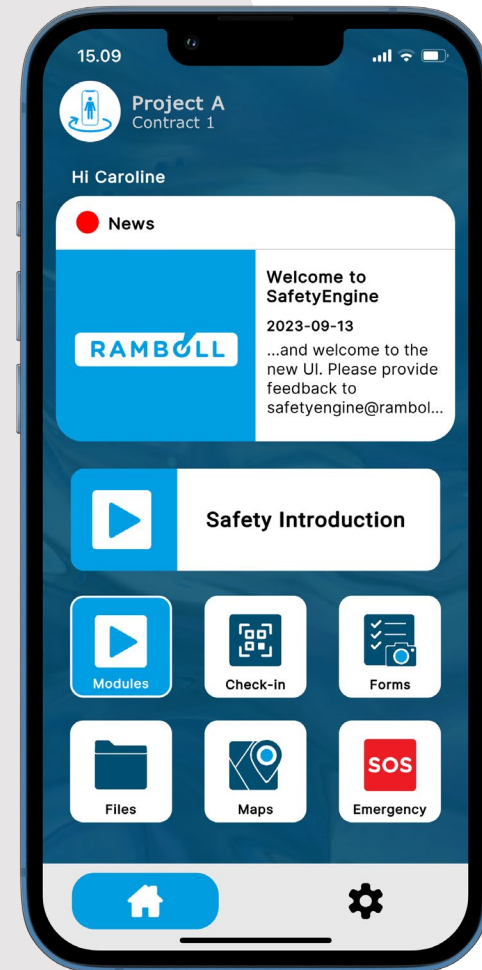 15.09
Project A
Contract 1
Hi Caroline
News
RAMBOLL
Welcome to
SafetyEngine
2023-09-13
...and welcome to the
new UI. Please provide
feedback to
safetyengine@rambol...
Safety Introduction
Modules
Check-in
Forms
Files
Maps
SOS
Emergency